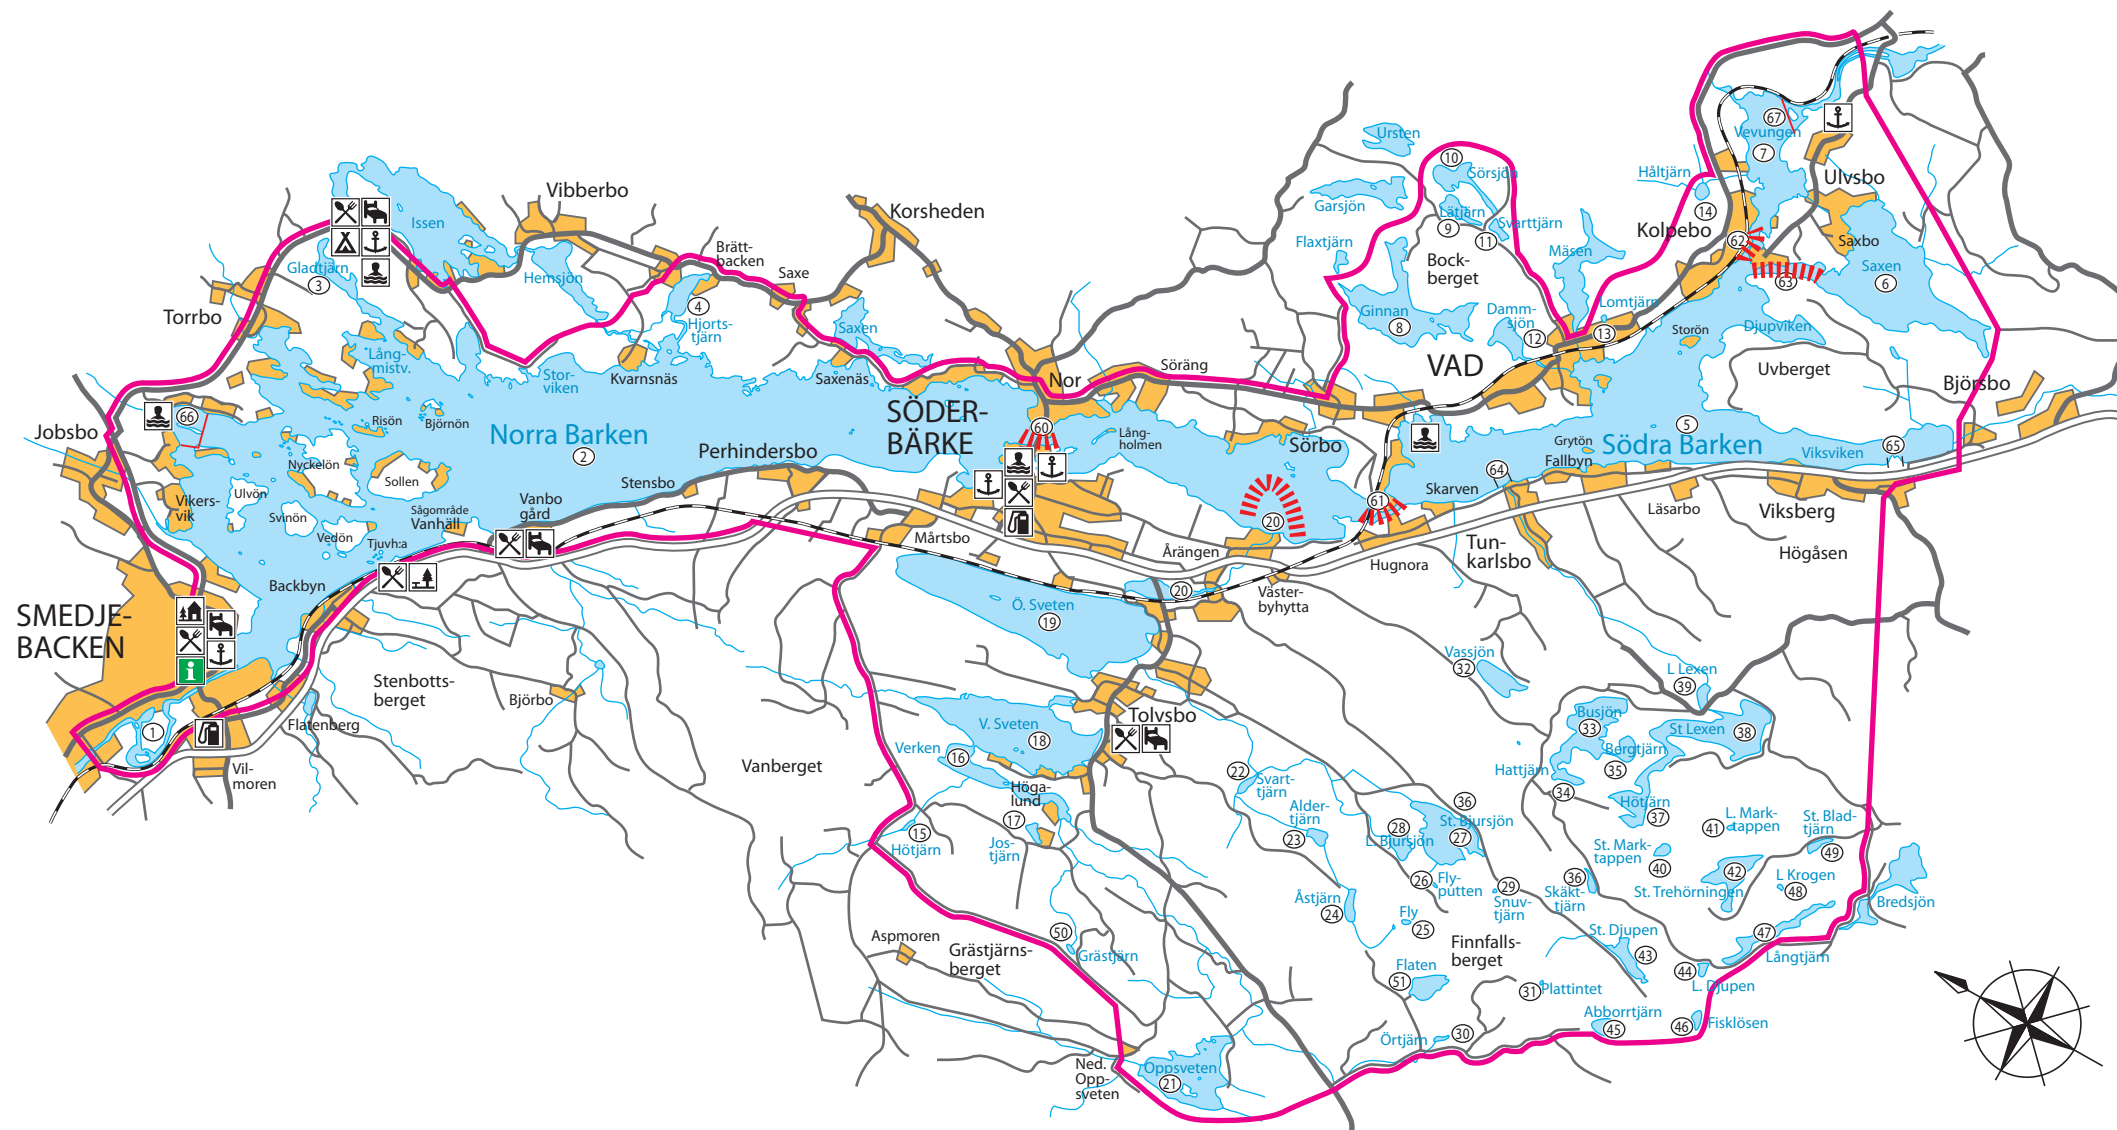 Ursten
10
Sörsjön
Garsjön
Lätjärn
9
Svarttjärn
11
Flaxtjärn
Bock-
berget
Mäsen
Ginnan
8
Damm-
sjön
12
Lomtjärn
13
VAD
67
Vevungen
7
Håltjärn
14
Ulvsbo
Kolpebo
62
Saxbo
63
Saxen
6
Storön
Djupviken
Uvberget
Björsbo
5
Södra Barken
Grytön
Fallbyn
64
Viksviken
65
Skarven
Läsarbo
Viksberg
Högåsen
Tun-
karlsbo
Hugnora
61
Vibberbo
Issen
Gladtjärn
3
Hemsjön
Torrbo
Brätt-
backen
Saxe
4
Hjorts-
tjärn
Korsheden
Saxen
Lång-
mistv.
Stor-
viken
Kvarnsnäs
Saxenäs
Nor
Söräng
SÖDER-
BÄRKE
60
Lång-
holmen
Sörbo
20
Jobsbo
66
Risön
Björnön
Norra Barken
2
Perhindersbo
Nyckelön
Sollen
Ulvön
Stensbo
Vikers-
vik
Svinön
Sågområde
Vanhäll
Vanbo
gård
Vedön
Tjuvh:a
Mårtsbo
Årängen
20
Väster-
byhytta
Backbyn
SMEDJE-
BACKEN
i
1
Flatenberg
Vil-
moren
Stenbotts-
berget
Björbo
Ö. Sveten
19
V. Sveten
18
Tolvsbo
Verken
16
Vanberget
Höga-
lund
17
Jos-
tjärn
15
Hötjärn
Aspmoren
Grästjärns-
berget
50
Grästjärn
Ned.
Opp-
sveten
Oppsveten
21
Vassjön
32
L Lexen
39
Busjön
33
St Lexen
38
Bergtjärn
35
Hattjärn
34
Hötjärn
37
22
Svart-
tjärn
Alder-
tjärn
23
36
St. Bjursjön
27
28
L. Bjursjön
26
Fly-
putten
29
Snuv-
tjärn
36
Skäkt-
tjärn
Åstjärn
24
Fly
25
Finnfalls-
berget
Flaten
51
31
Plattintet
Örtjärn
30
St. Mark-
tappen
40
41
L. Mark-
tappen
St. Blad-
tjärn
49
42
St. Trehörningen
L Krogen
48
Bredsjön
47
Långtjärn
St. Djupen
43
44
L. Djupen
Abborrtjärn
45
46
Fisklösen